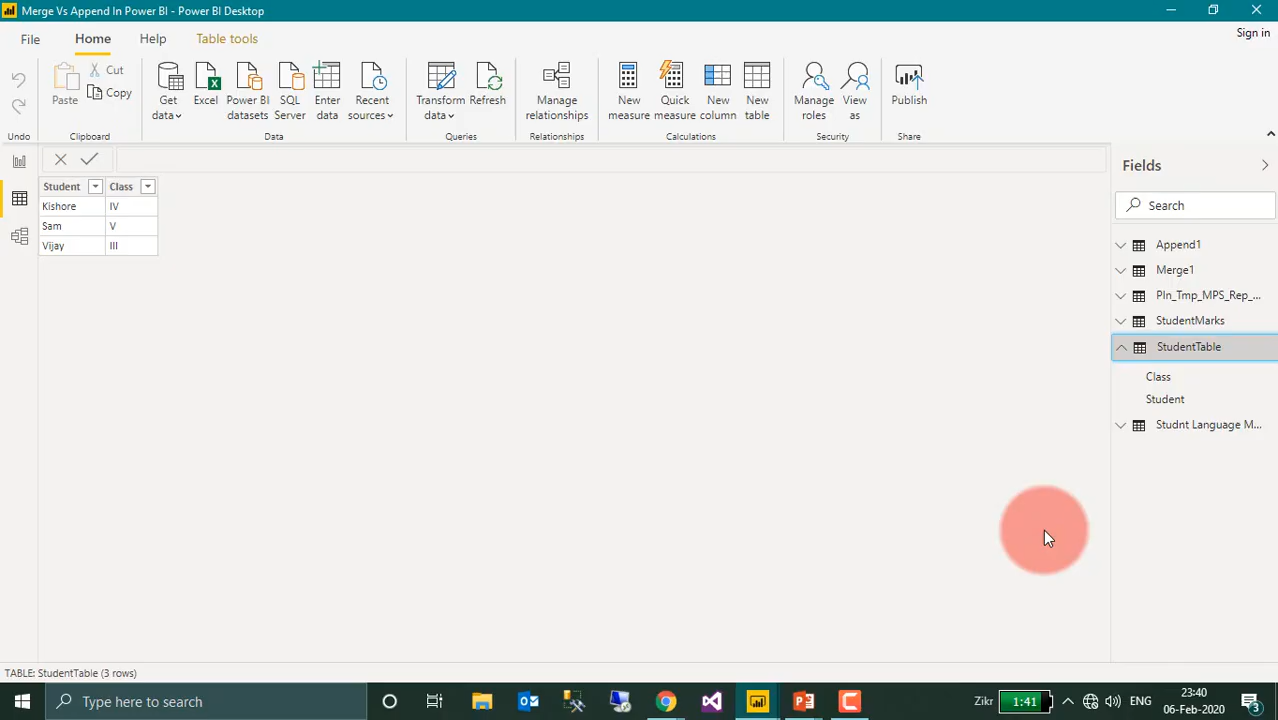 Merge Vs Append In Power BI - Power BI Desktop
File Home Help Table tools
Sign in
Paste
Cut
Copy
Get data
Excel
Power BI datasets
SQL Server
Enter data
Recent sources
Transform data
Refresh
Manage relationships
New measure
Quick measure
New column
New table
Manage roles
View as
Publish
Undo Clipboard Data Queries Relationships Calculations Security Share
Fields
Search
Student Class
Kishore IV
Sam V
Vijay III
Append1
Merge1
Pln_Tmp_MPS_Rep_...
StudentMarks
StudentTable
Class
Student
Studnt Language M...
TABLE: StudentTable (3 rows)
Type here to search
Zikr 1:41 ENG
23:40
06-Feb-2020
3